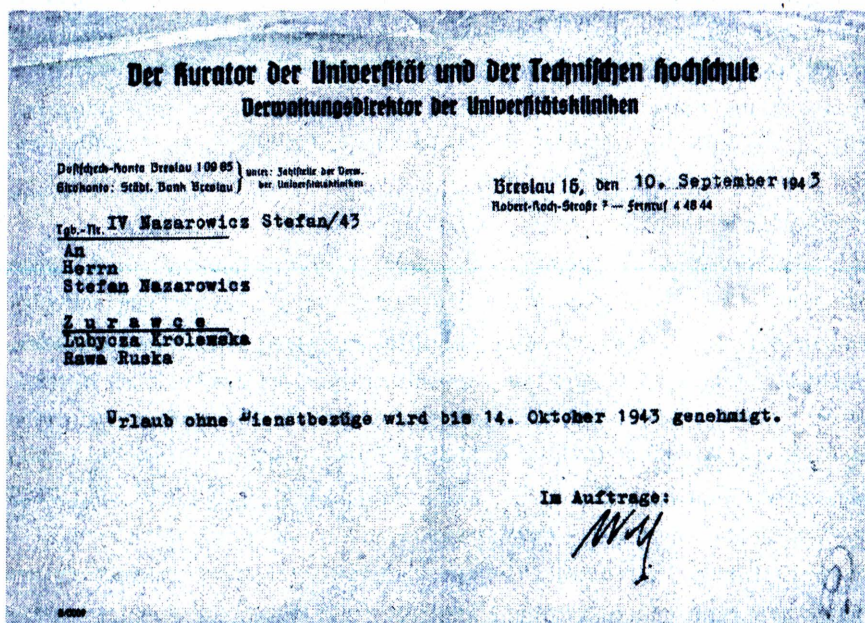 Der Kurator der Universität und der Technischen Hochschule
Verwaltungsdirektor der Universitätskliniken
Postscheck-Konto Breslau 100 65
Girokonto: Städt. Bank Breslau
unter: Zahlstelle der Verw.
der Universitätskliniken
Breslau 16, den 10. September 1943
Robert-Koch-Straße 7 — Fernruf 4 48 44
Tgb.-Nr. IV Nazarowicz Stefan/43
An
Herrn
Stefan Nazarowicz
Zurawce
Lubycza Krolewska
Rawa Ruska
Urlaub ohne Dienstbezüge wird bis 14. Oktober 1943 genehmigt.
Im Auftrage: